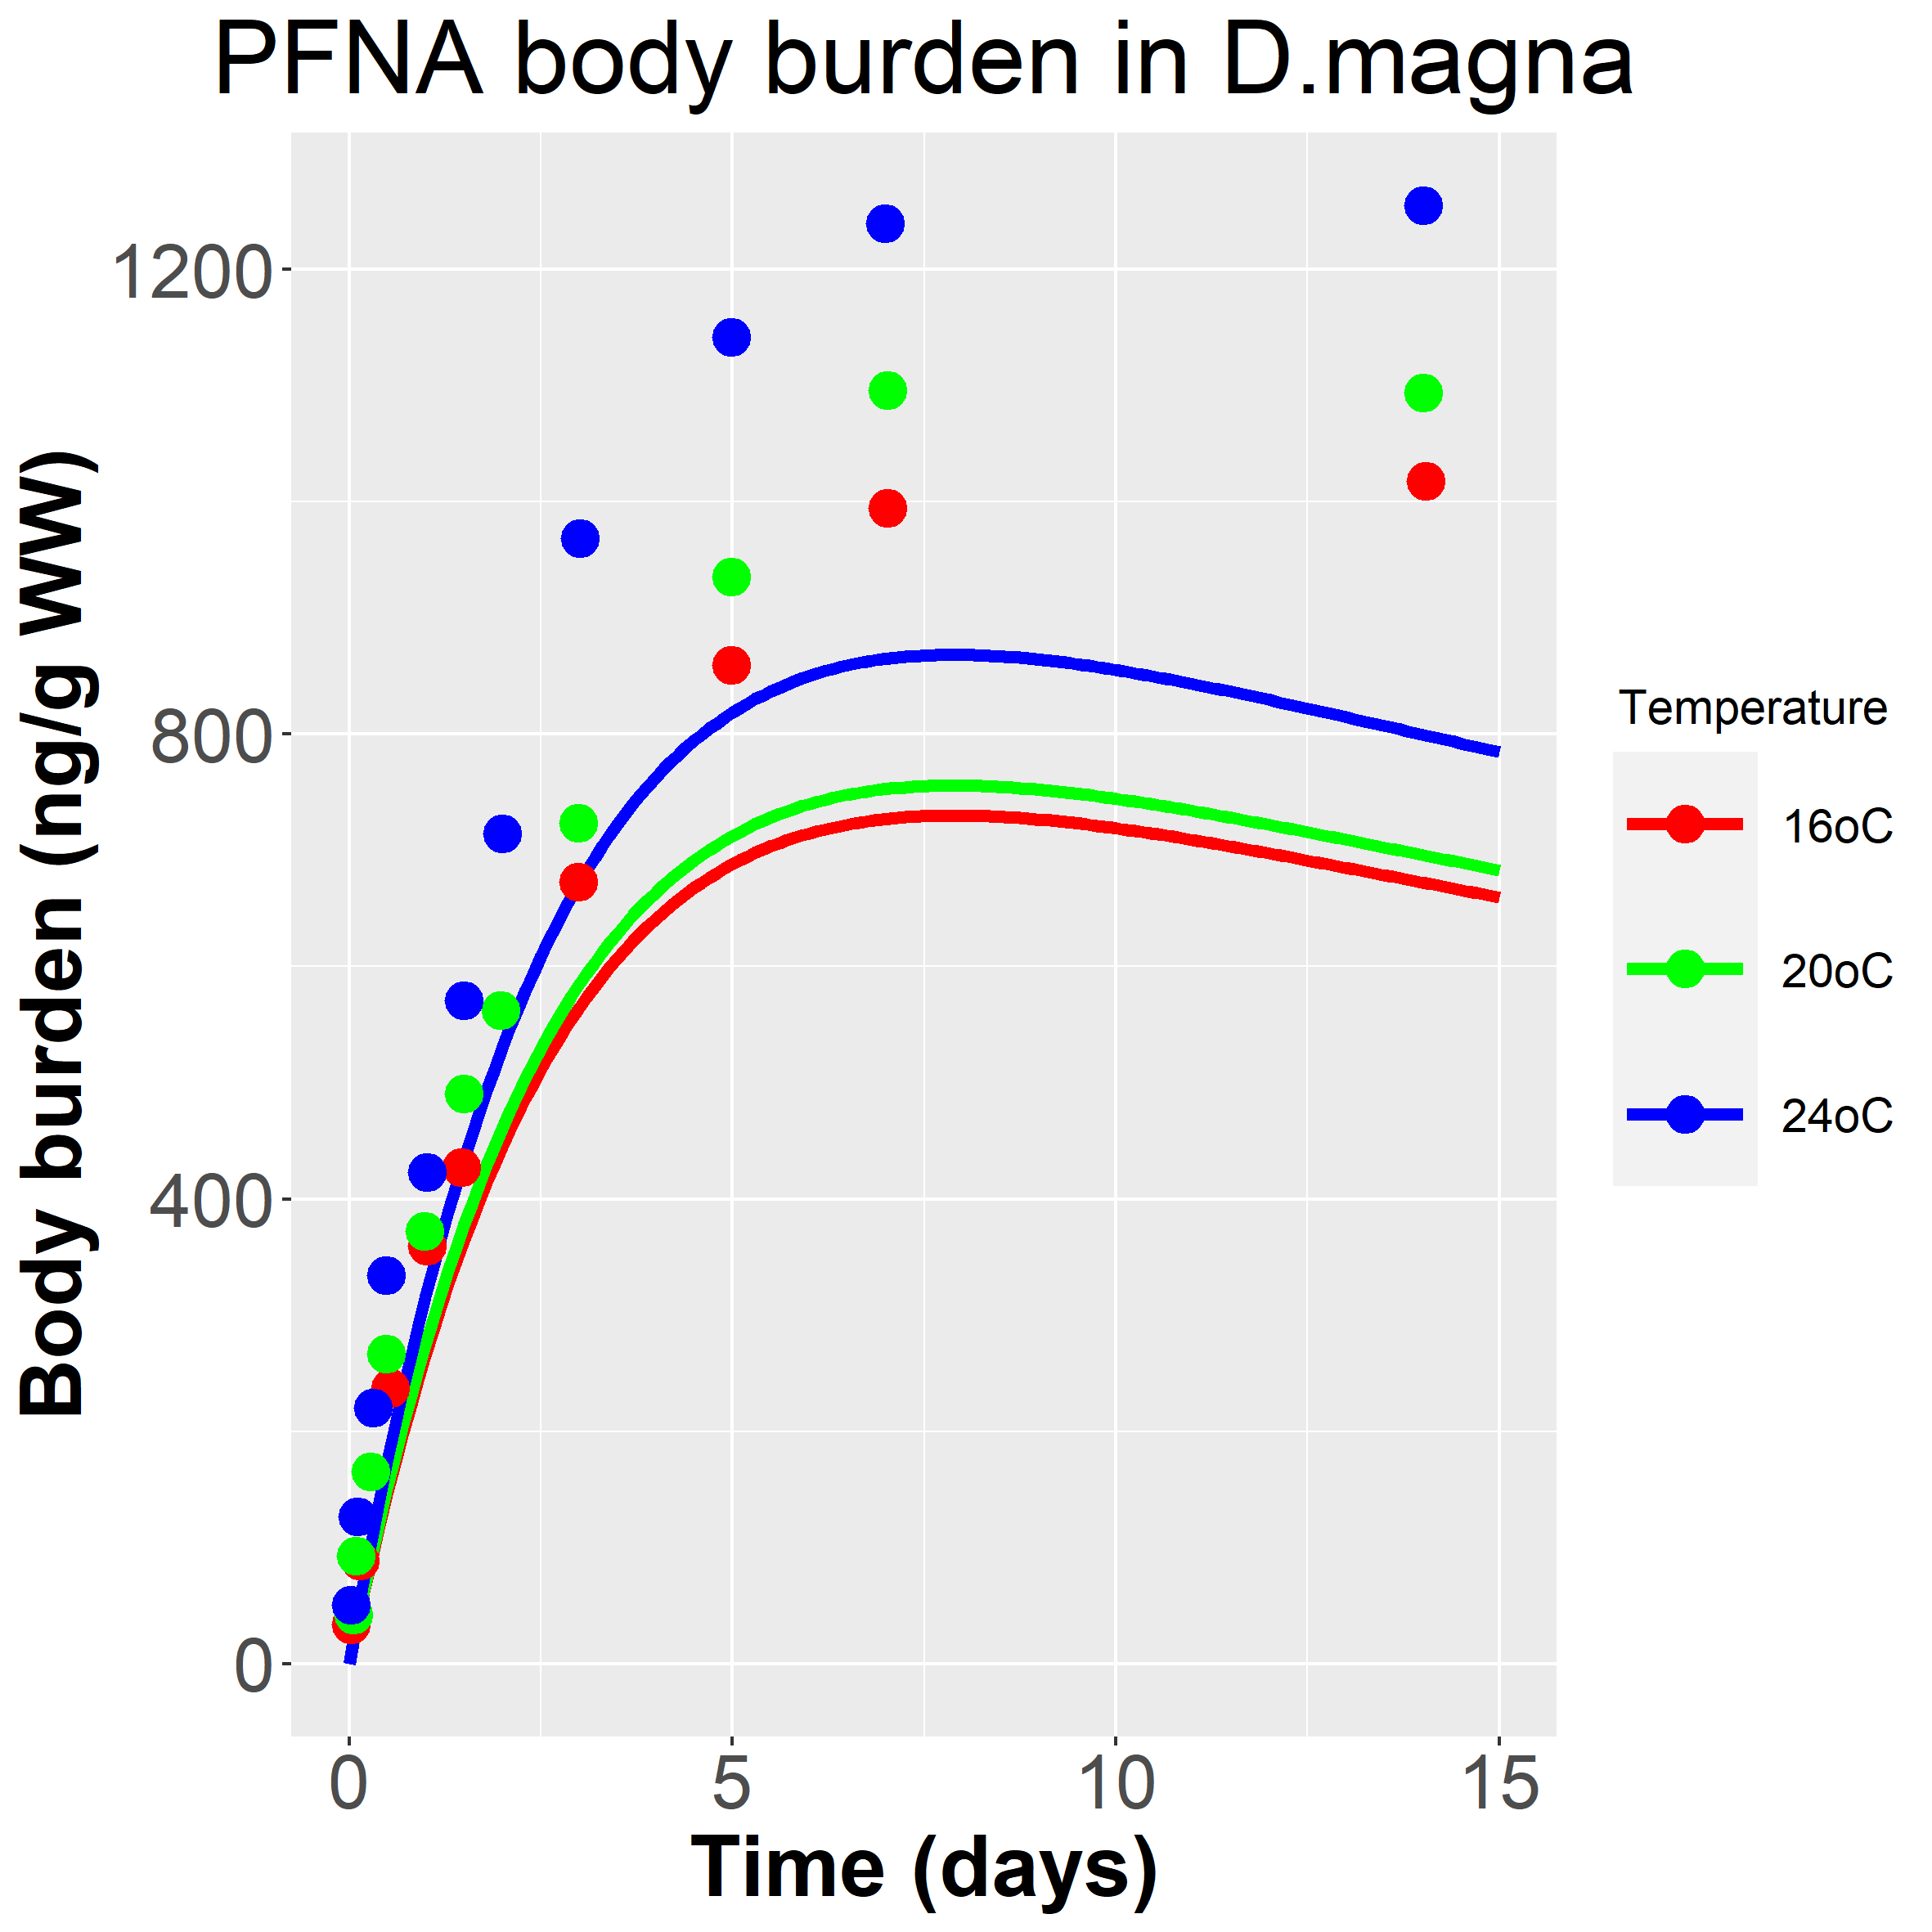 PFNA body burden in D.magna
Body burden (ng/g WW)
1200
800
400
0
0 5 10 15
Time (days)
Temperature
16oC
20oC
24oC